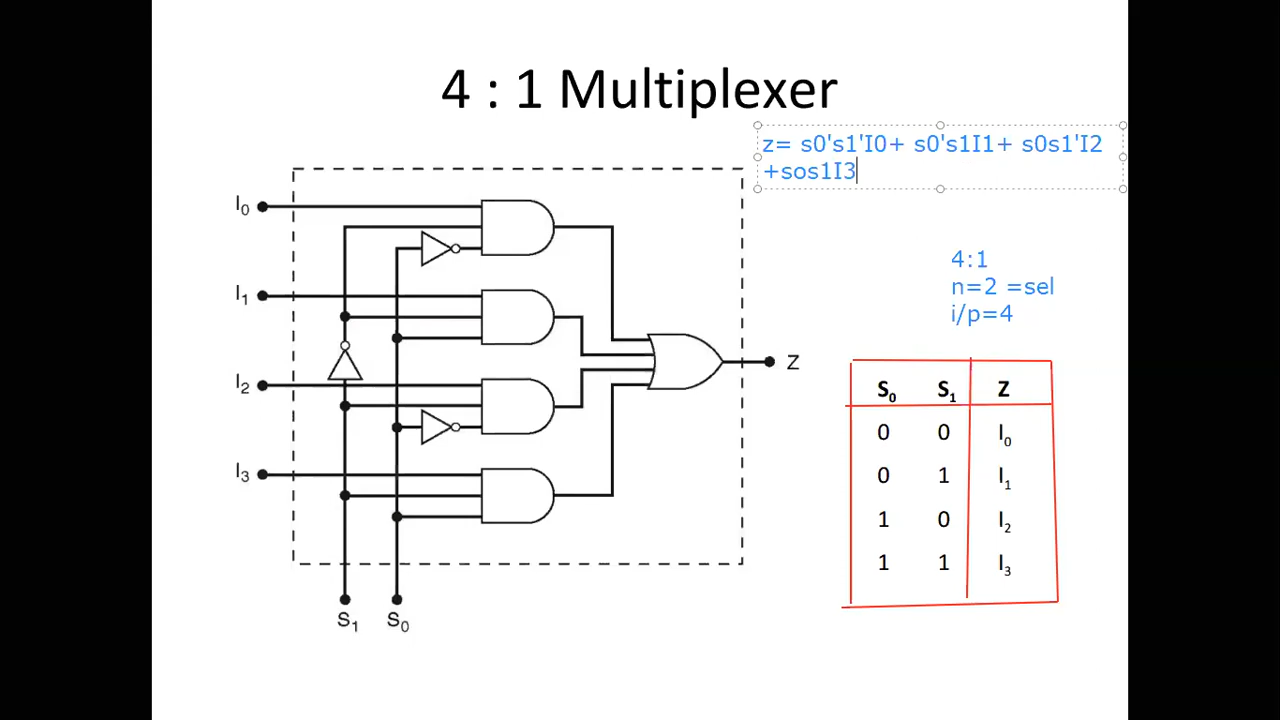 4 : 1 Multiplexer
z= s0's1'I0+ s0's1I1+ s0s1'I2
+sos1I3
I0
I1
I2
I3
Z
S1 S0
4:1
n=2 =sel
i/p=4
S0 S1 Z
0 0 I0
0 1 I1
1 0 I2
1 1 I3